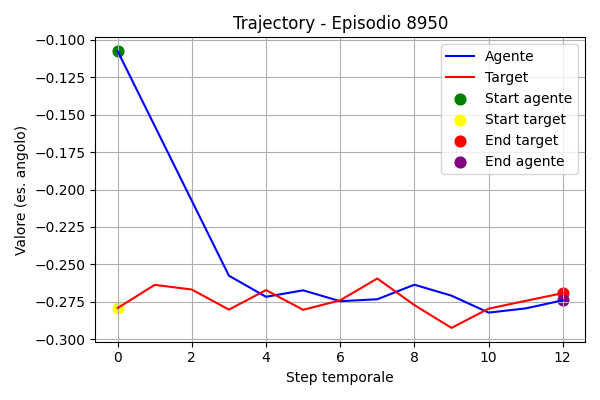 Trajectory - Episodio 8950
Valore (es. angolo)
−0.100
−0.125
−0.150
−0.175
−0.200
−0.225
−0.250
−0.275
−0.300
Agente
Target
Start agente
Start target
End target
End agente
0 2 4 6 8 10 12
Step temporale